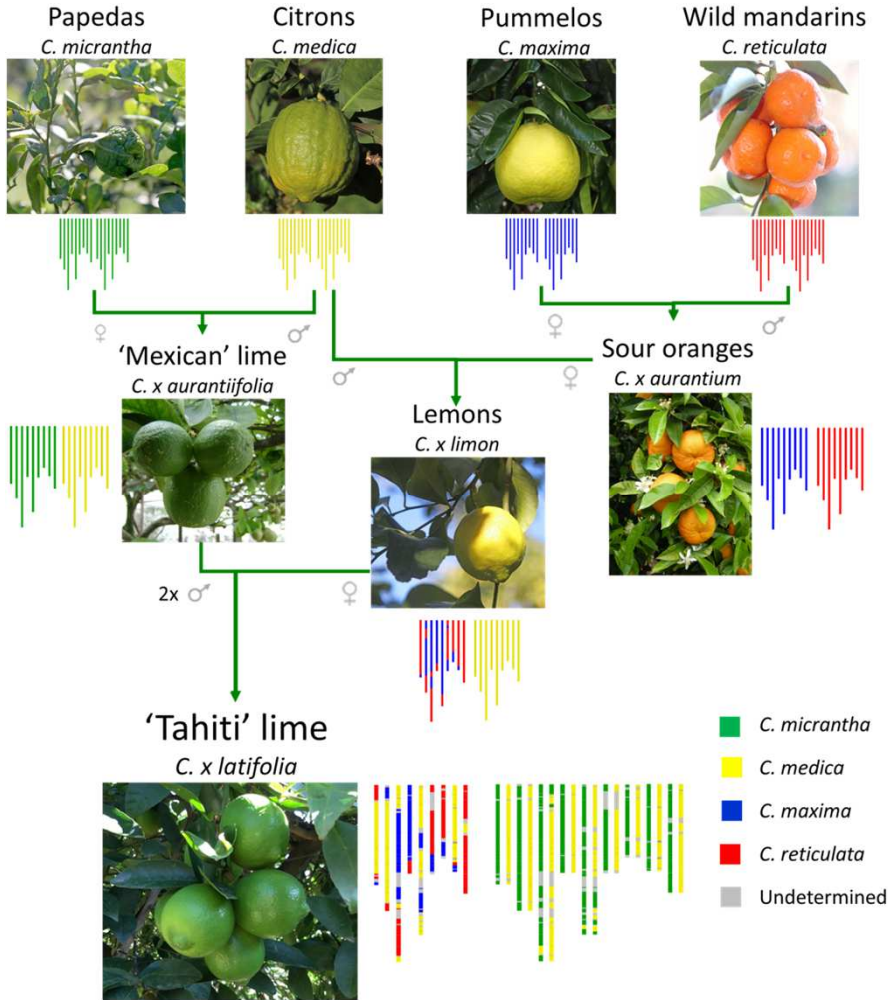 Papedas
C. micrantha
Citrons
C. medica
Pummelos
C. maxima
Wild mandarins
C. reticulata
♀
♂
♀
♂
‘Mexican’ lime
C. x aurantiifolia
♂
♀
Sour oranges
C. x aurantium
Lemons
C. x limon
2x ♂
♀
‘Tahiti’ lime
C. x latifolia
C. micrantha
C. medica
C. maxima
C. reticulata
Undetermined